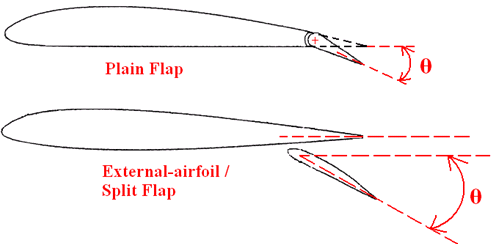 Plain Flap
θ
External-airfoil /
Split Flap
θ